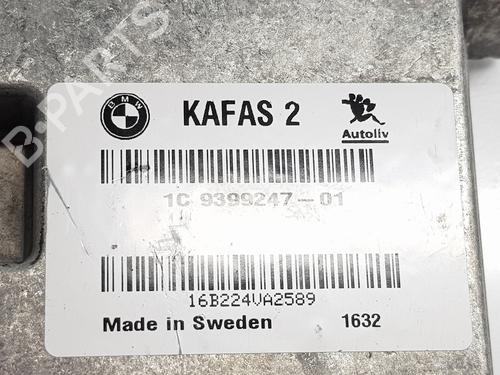 B-PARTS
BMW
KAFAS 2
Autoliv
1C 9399247-01
16B224VA2589
Made in Sweden 1632